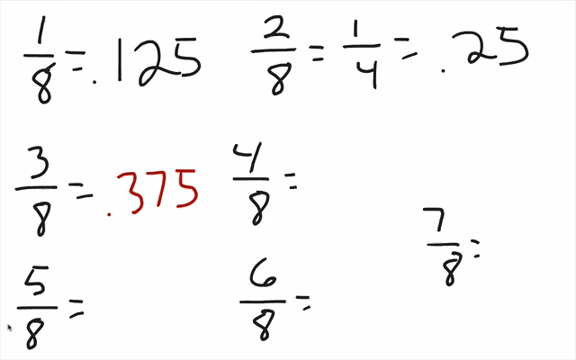 1/8 = .125
2/8 = 1/4 = .25
3/8 = .375
4/8 =
7/8 =
5/8 =
6/8 =